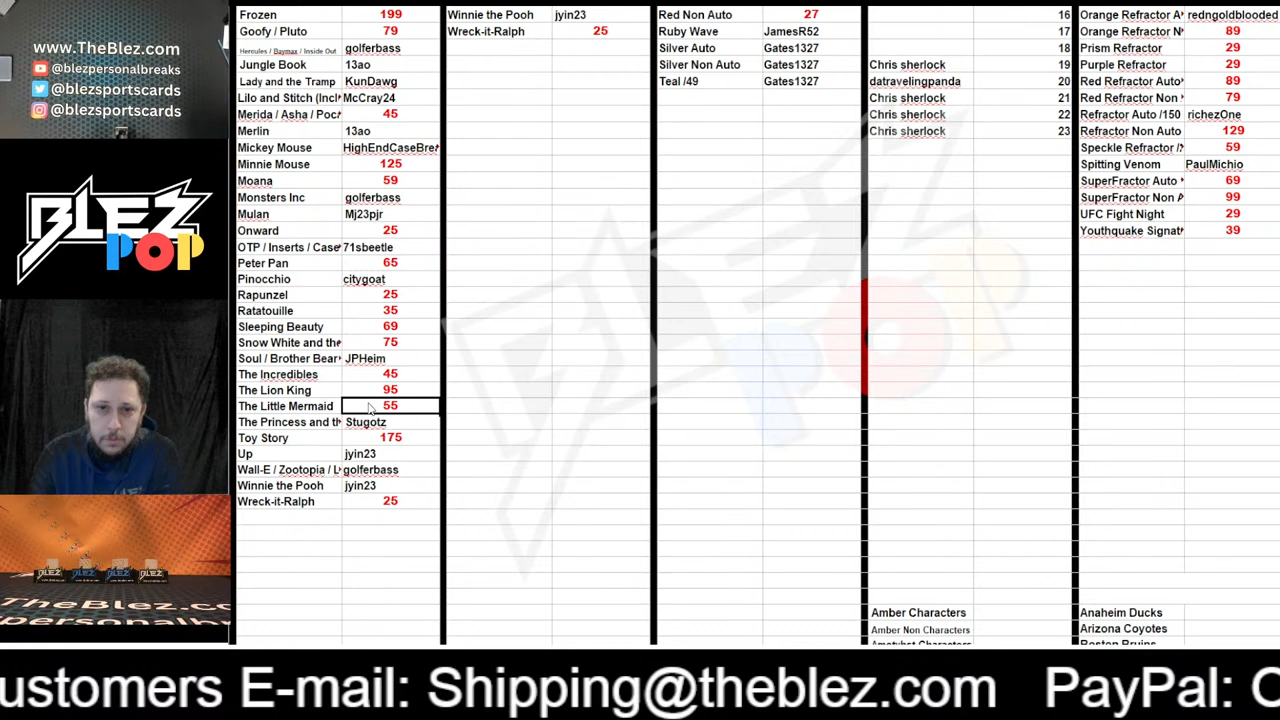 www.TheBlez.com
@blezpersonalbreaks
@blezsportscards
@blezsportscards
BLEZ
POP
Frozen 199
Goofy / Pluto 79
Hercules / Baymax / Inside Out golferbass
Jungle Book 13ao
Lady and the Tramp KunDawg
Lilo and Stitch (Incl McCray24
Merida / Asha / Poc 45
Merlin 13ao
Mickey Mouse HighEndCaseBre
Minnie Mouse 125
Moana 59
Monsters Inc golferbass
Mulan Mj23pjr
Onward 25
OTP / Inserts / Case 71sbeetle
Peter Pan 65
Pinocchio citygoat
Rapunzel 25
Ratatouille 35
Sleeping Beauty 69
Snow White and the 75
Soul / Brother Bear JPHeim
The Incredibles 45
The Lion King 95
The Little Mermaid 55
The Princess and th Stugotz
Toy Story 175
Up jyin23
Wall-E / Zootopia / L golferbass
Winnie the Pooh jyin23
Wreck-it-Ralph 25
Winnie the Pooh jyin23
Wreck-it-Ralph 25
Red Non Auto 27
Ruby Wave JamesR52
Silver Auto Gates1327
Silver Non Auto Gates1327
Teal /49 Gates1327
16
17
18
Chris sherlock 19
datravelingpanda 20
Chris sherlock 21
Chris sherlock 22
Chris sherlock 23
Amber Characters
Amber Non Characters
Orange Refractor A redngoldblooded
Orange Refractor N 89
Prism Refractor 29
Purple Refractor 29
Red Refractor Auto 89
Red Refractor Non 79
Refractor Auto /150 richezOne
Refractor Non Auto 129
Speckle Refractor / 59
Spitting Venom PaulMichio
SuperFractor Auto 69
SuperFractor Non A 99
UFC Fight Night 29
Youthquake Signat 39
Anaheim Ducks
Arizona Coyotes
Boston Bruins
TheBlez.co
ustomers E-mail: Shipping@theblez.com PayPal: